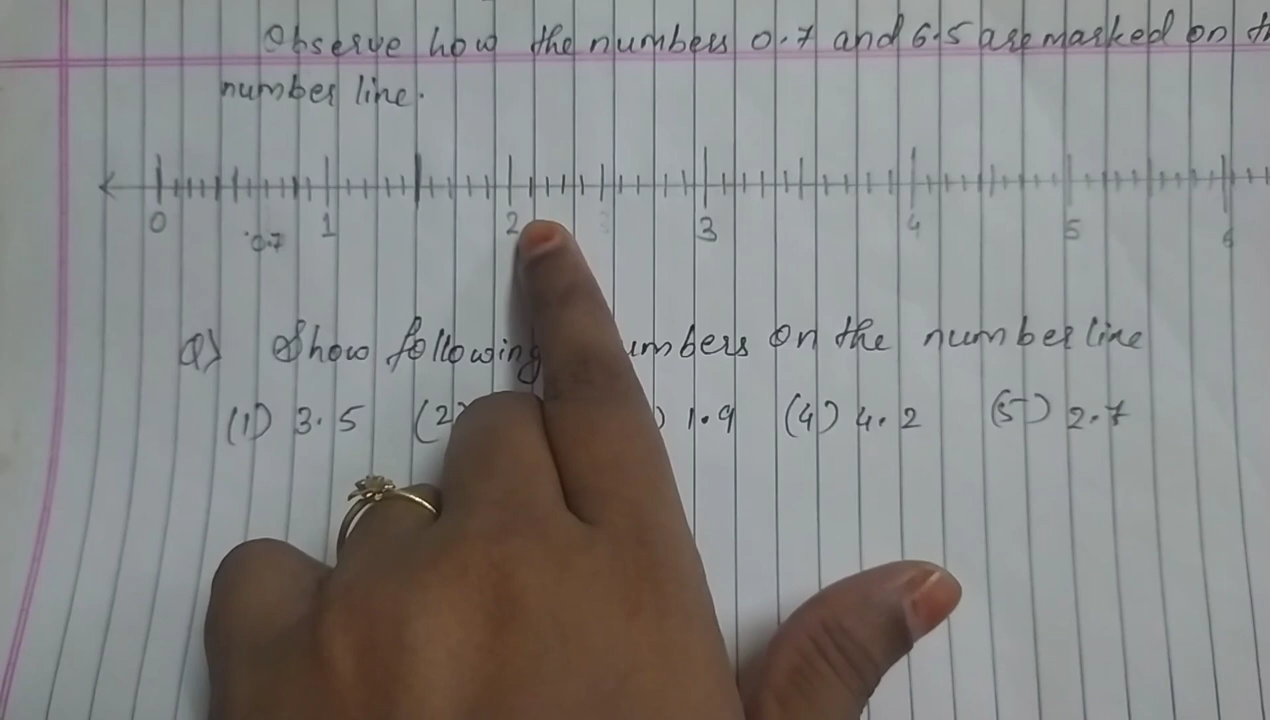 Observe how the numbers 0.7 and 6.5 are marked on
number line.
0 0.7 1 2 3 4 5 6
Q) Show following numbers on the number line
(1) 3.5 (2) 1.9 (4) 4.2 (5) 2.7